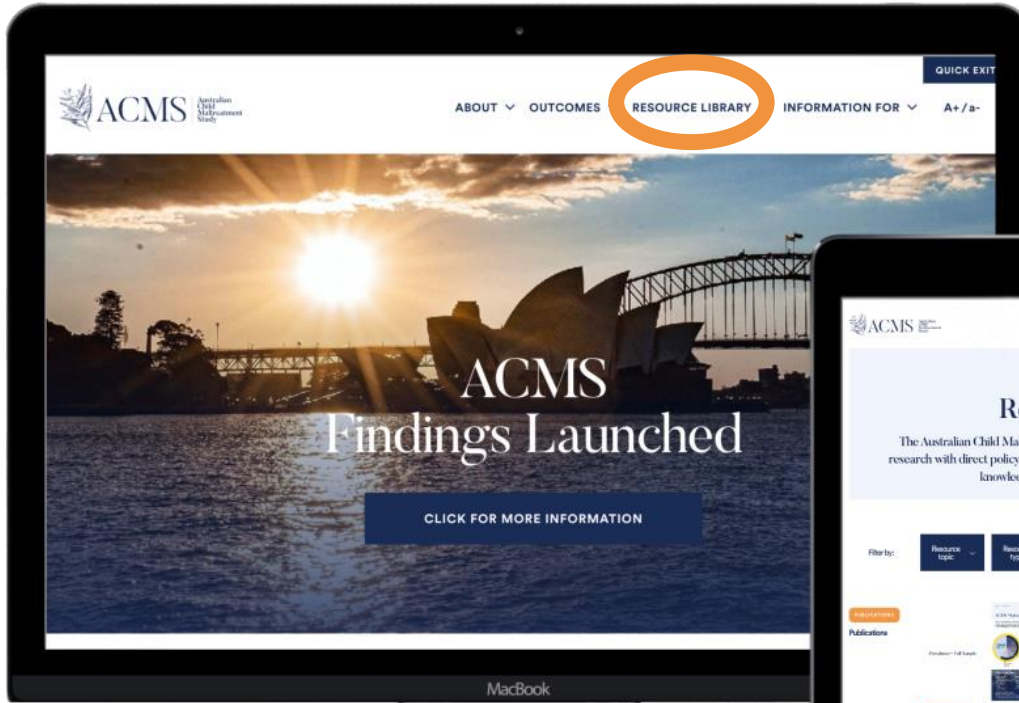 QUICK EXIT
ACMS
Australian
Child
Maltreatment
Study
ABOUT OUTCOMES RESOURCE LIBRARY INFORMATION FOR A+/a-
ACMS
Findings Launched
CLICK FOR MORE INFORMATION
MacBook
ACMS
The Australian Child Ma
research with direct policy
Filter by:
Resource
topic
PUBLICATIONS
Publications